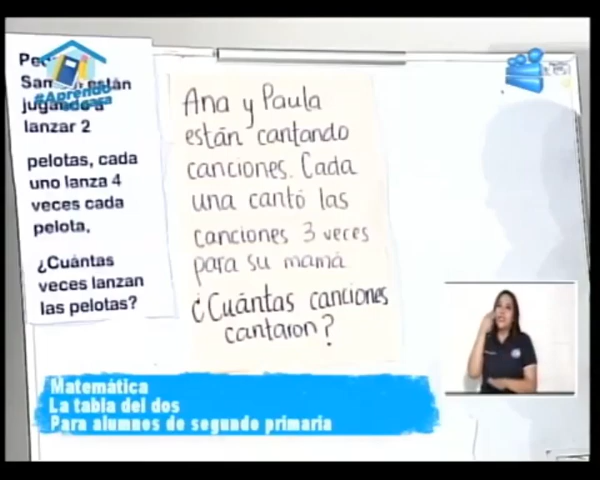 #Aprendo
jugando a
lanzar 2
pelotas, cada
uno lanza 4
veces cada
pelota.
¿Cuántas
veces lanzan
las pelotas?
Ana y Paula
están cantando
canciones. Cada
una cantó las
canciones 3 veces
para su mamá
¿Cuántas canciones
cantaron?
Matemática
La tabla del dos
Para alumnos de segundo primaria